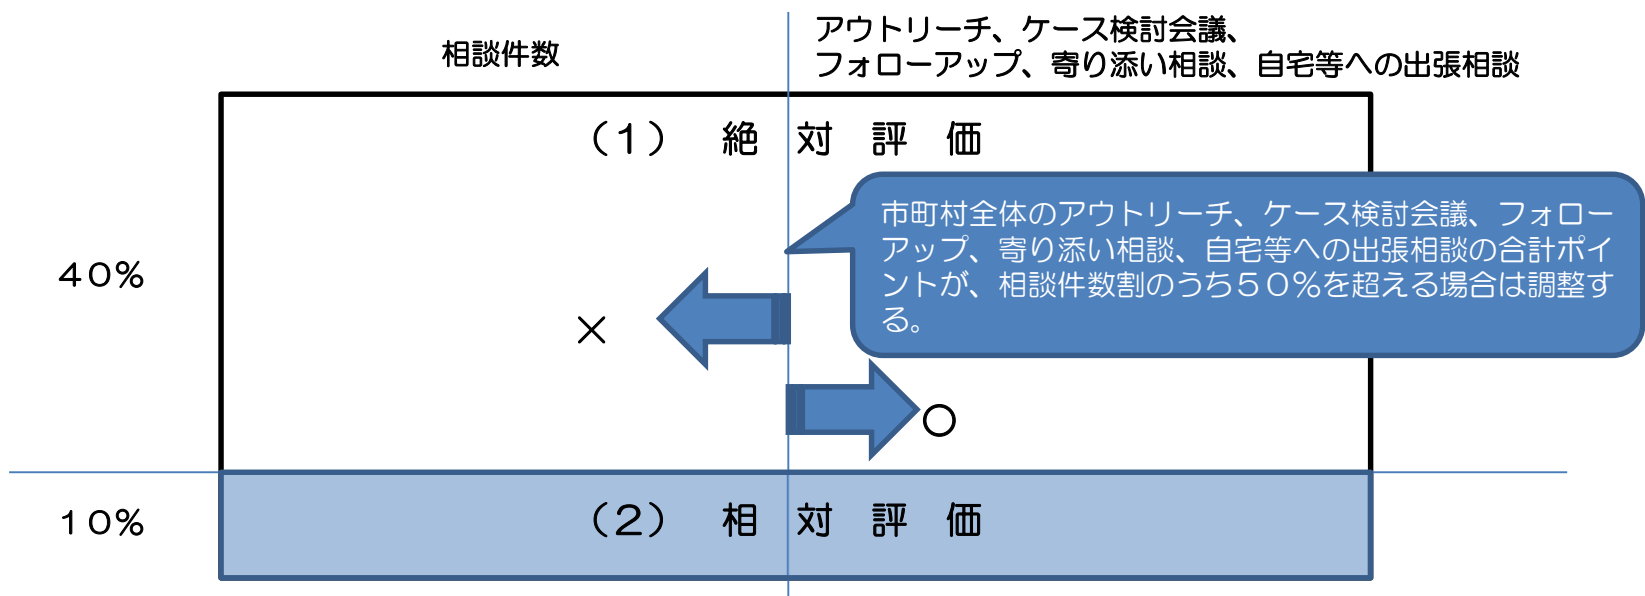 相談件数
アウトリーチ、ケース検討会議、
フォローアップ、寄り添い相談、自宅等への出張相談
（１） 絶 対 評 価
市町村全体のアウトリーチ、ケース検討会議、フォロー
アップ、寄り添い相談、自宅等への出張相談の合計ポイ
ントが、相談件数割のうち５０％を超える場合は調整す
る。
４０％
×
○
１０％
（２） 相 対 評 価